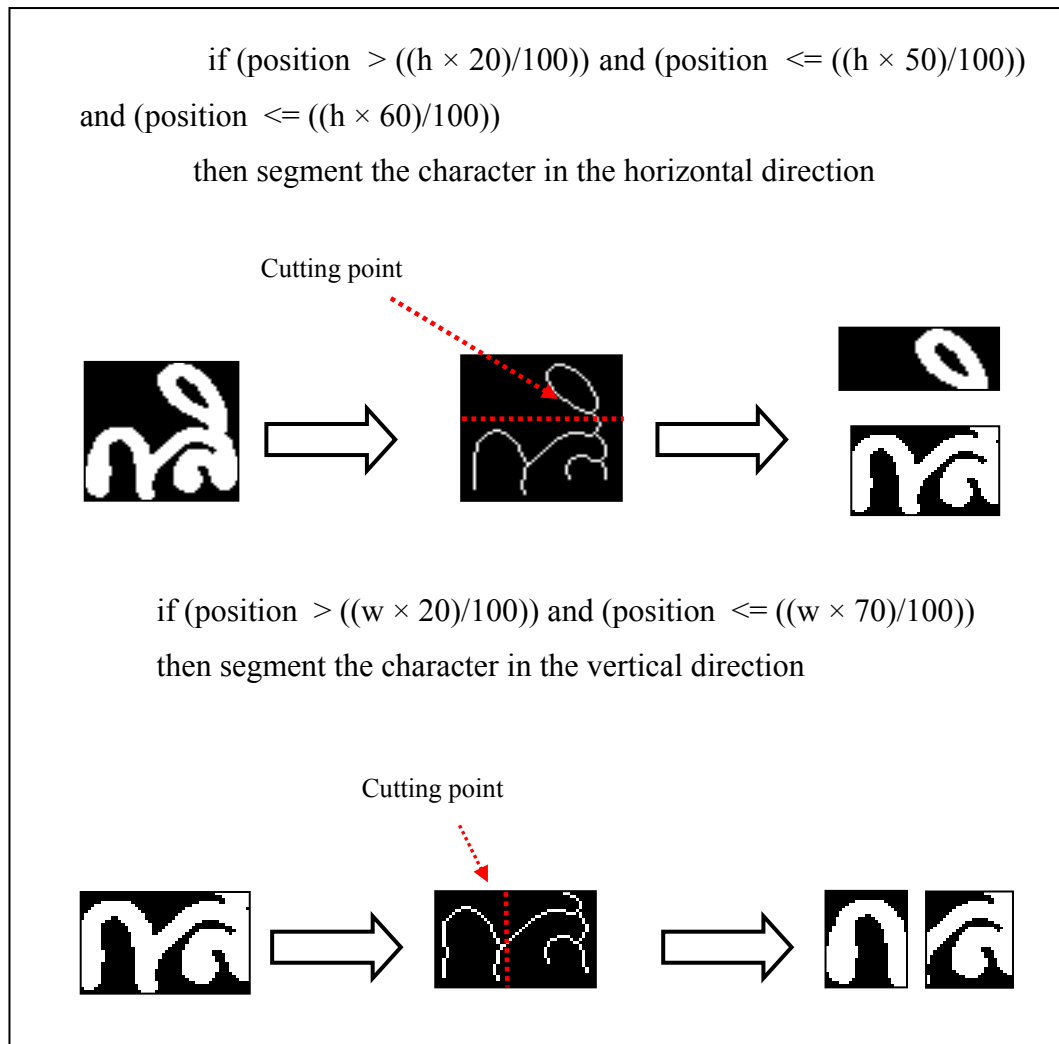 if (position > ((h × 20)/100)) and (position <= ((h × 50)/100))
and (position <= ((h × 60)/100))
then segment the character in the horizontal direction
Cutting point
if (position > ((w × 20)/100)) and (position <= ((w × 70)/100))
then segment the character in the vertical direction
Cutting point